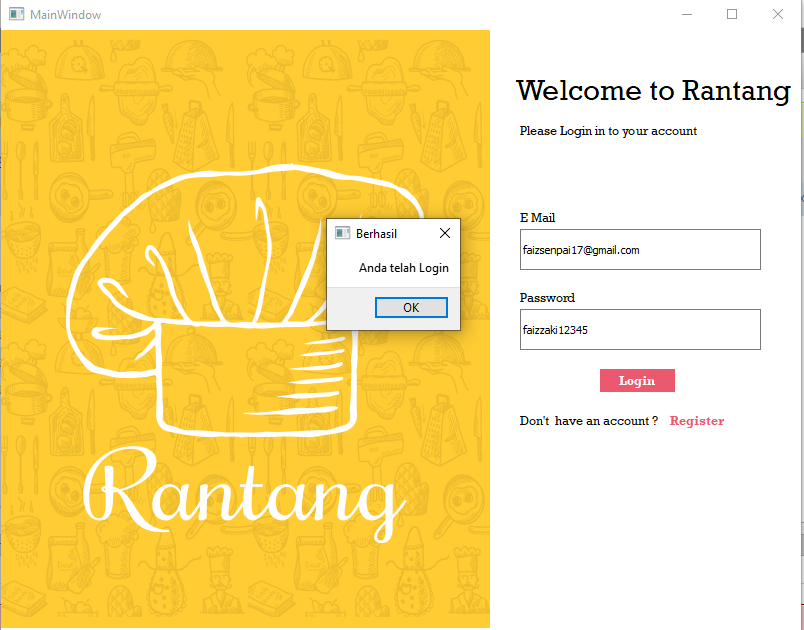 MainWindow
Rantang
Berhasil
Anda telah Login
OK
Welcome to Rantang
Please Login in to your account
E Mail
faizsenpai17@gmail.com
Password
faizzaki12345
Login
Don't have an account ? Register